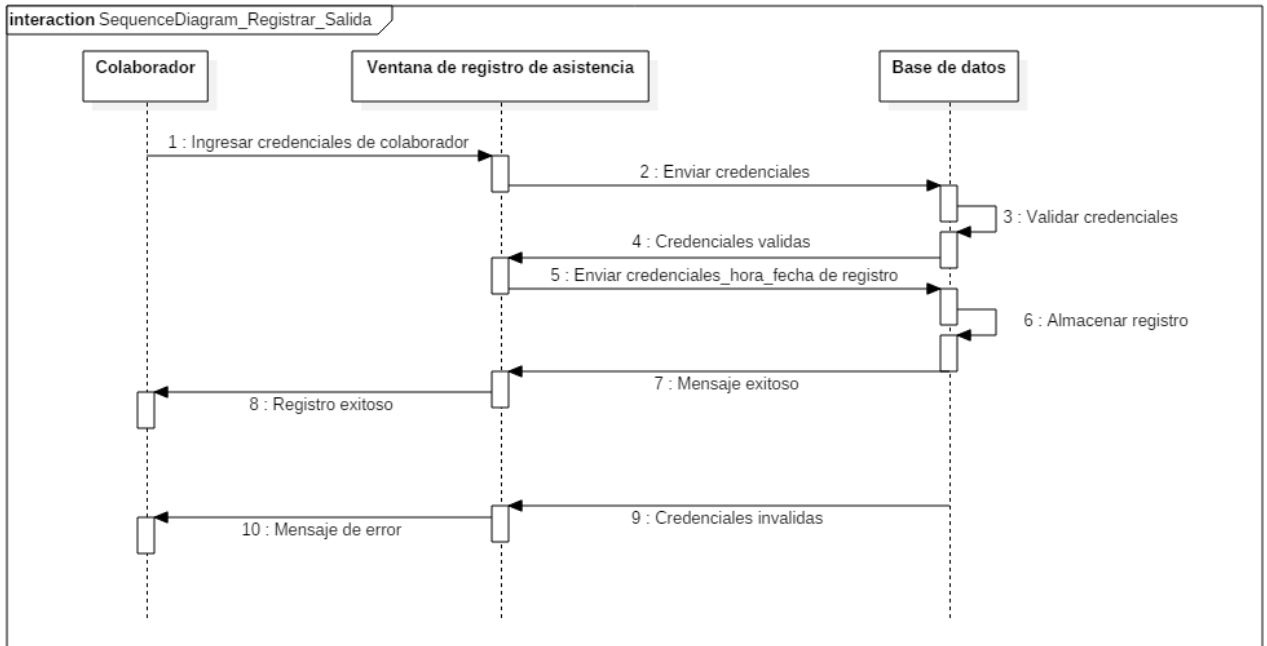 interaction SequenceDiagram_Registrar_Salida
Colaborador
Ventana de registro de asistencia
Base de datos
1 : Ingresar credenciales de colaborador
2 : Enviar credenciales
3 : Validar credenciales
4 : Credenciales validas
5 : Enviar credenciales_hora_fecha de registro
6 : Almacenar registro
7 : Mensaje exitoso
8 : Registro exitoso
9 : Credenciales invalidas
10 : Mensaje de error